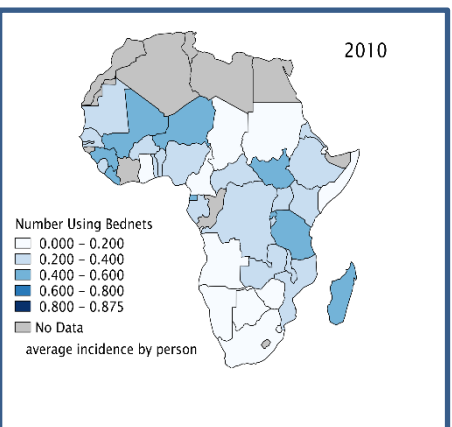 2010
Number Using Bednets
0.000 – 0.200
0.200 – 0.400
0.400 – 0.600
0.600 – 0.800
0.800 – 0.875
No Data
average incidence by person